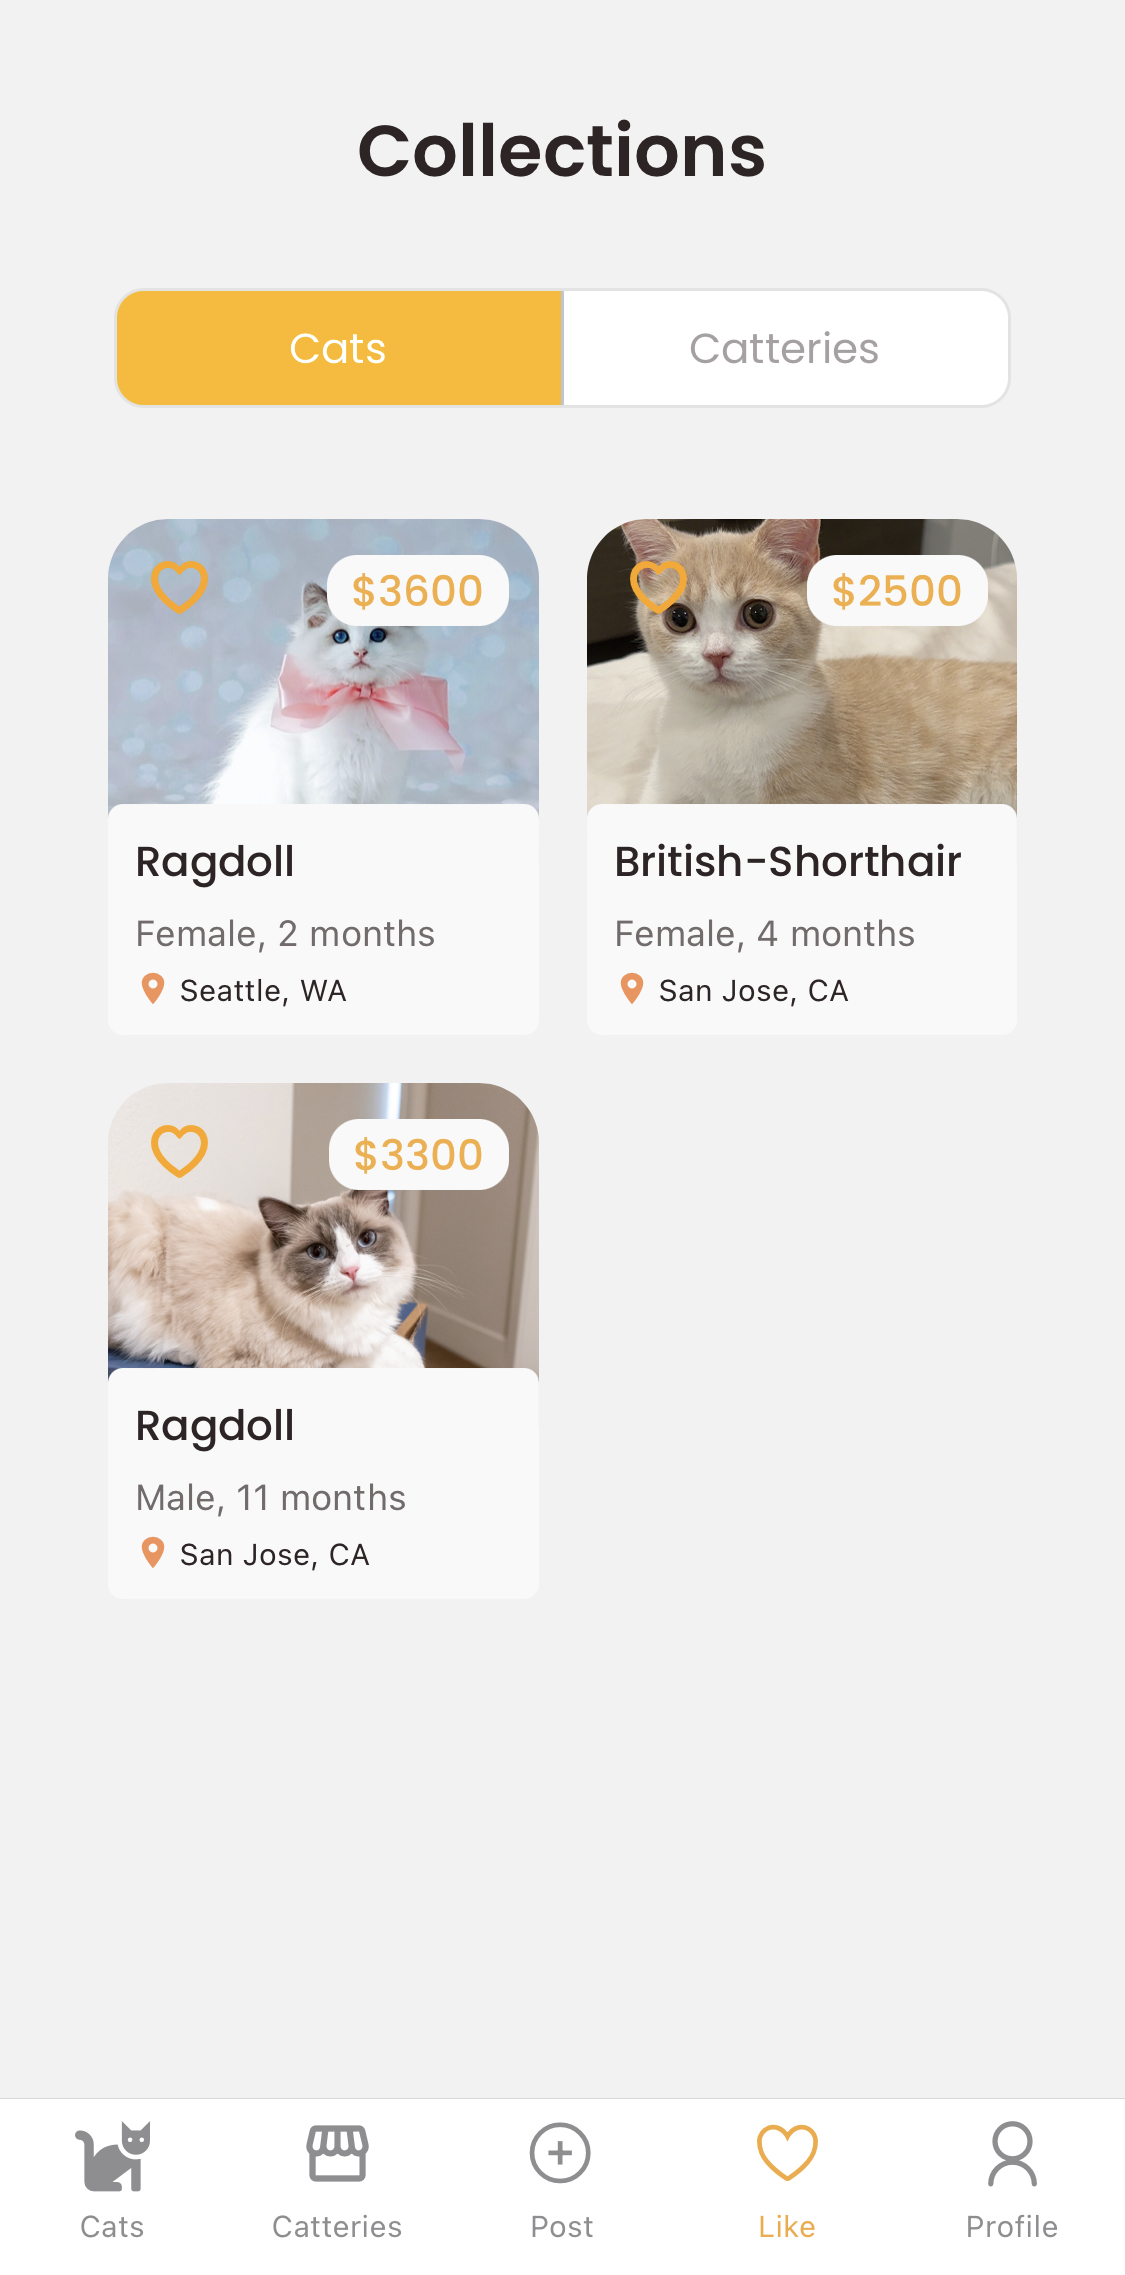 Collections
Cats
Catteries
$3600
Ragdoll
Female, 2 months
Seattle, WA
$2500
British-Shorthair
Female, 4 months
San Jose, CA
$3300
Ragdoll
Male, 11 months
San Jose, CA
Cats
Catteries
Post
Like
Profile